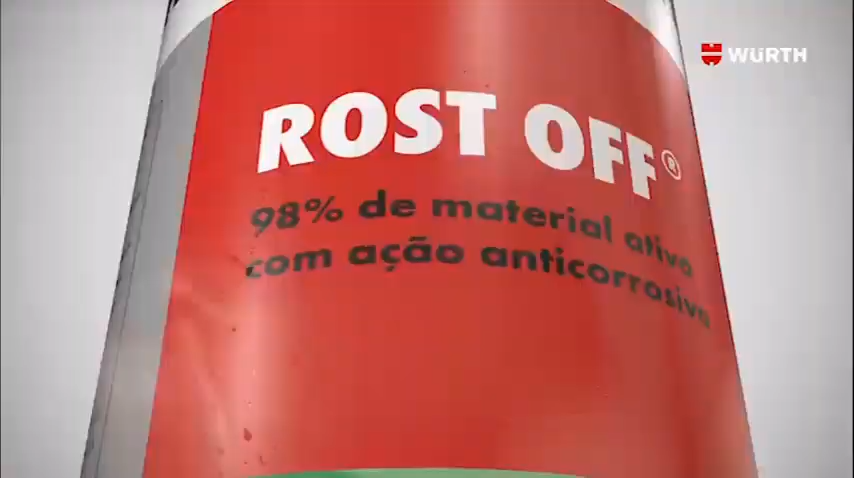 WÜRTH
ROST OFF®
98% de material ativo
com ação anticorrosiva